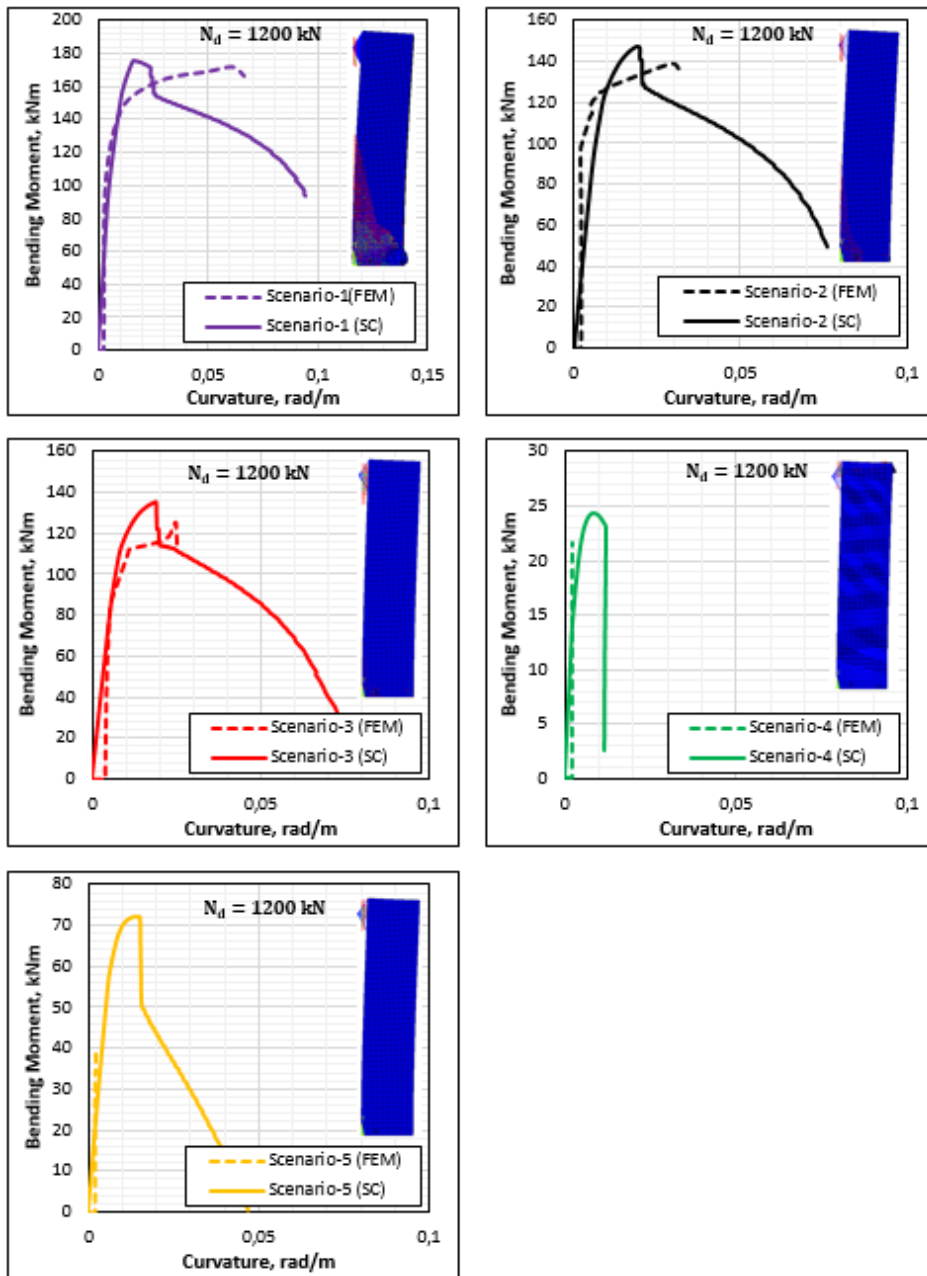 200
180
160
140
120
100
80
60
40
20
0
Bending Moment, kNm
N_d = 1200 kN
Scenario-1(FEM)
Scenario-1 (SC)
0 0,05 0,1 0,15
Curvature, rad/m
160
140
120
100
80
60
40
20
0
Bending Moment, kNm
N_d = 1200 kN
Scenario-2 (FEM)
Scenario-2 (SC)
0 0,05 0,1
Curvature, rad/m
160
140
120
100
80
60
40
20
0
Bending Moment, kNm
N_d = 1200 kN
Scenario-3 (FEM)
Scenario-3 (SC)
0 0,05 0,1
Curvature, rad/m
30
25
20
15
10
5
0
Bending Moment, kNm
N_d = 1200 kN
Scenario-4 (FEM)
Scenario-4 (SC)
0 0,05 0,1
Curvature, rad/m
80
70
60
50
40
30
20
10
0
Bending Moment, kNm
N_d = 1200 kN
Scenario-5 (FEM)
Scenario-5 (SC)
0 0,05 0,1
Curvature, rad/m